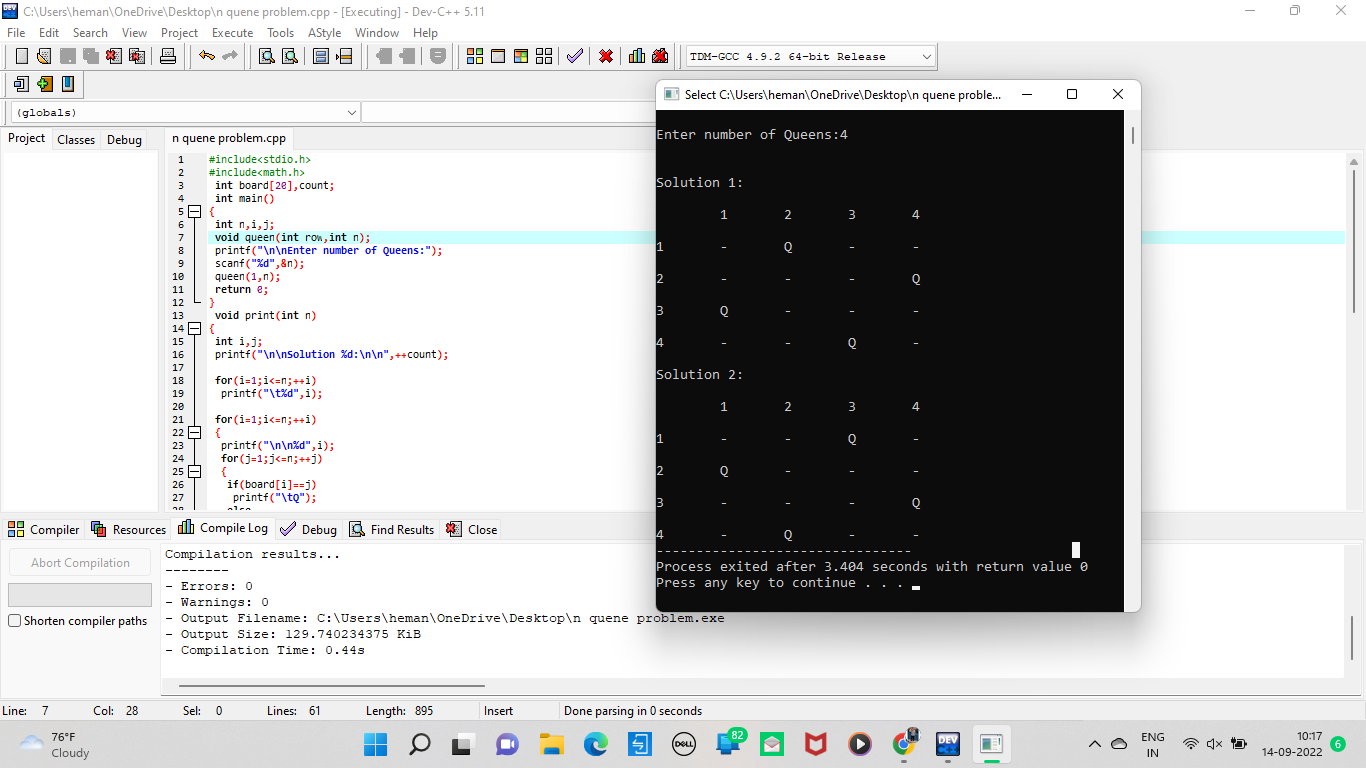 C:\Users\heman\OneDrive\Desktop\n quene problem.cpp - [Executing] - Dev-C++ 5.11
File Edit Search View Project Execute Tools AStyle Window Help
TDM-GCC 4.9.2 64-bit Release
(globals)
Project Classes Debug
n quene problem.cpp
1 #include<stdio.h>
2 #include<math.h>
3 int board[20],count;
4 int main()
5 {
6 int n,i,j;
7 void queen(int row,int n);
8 printf("\n\nEnter number of Queens:");
9 scanf("%d",&n);
10 queen(1,n);
11 return 0;
12 }
13 void print(int n)
14 {
15 int i,j;
16 printf("\n\nSolution %d:\n\n",++count);
17
18 for(i=1;i<=n;++i)
19 printf("\t%d",i);
20
21 for(i=1;i<=n;++i)
22 {
23 printf("\n\n%d",i);
24 for(j=1;j<=n;++j)
25 {
26 if(board[i]==j)
27 printf("\tQ");
28 else
Select C:\Users\heman\OneDrive\Desktop\n quene proble...
Enter number of Queens:4
Solution 1:
1 2 3 4
1 - Q - -
2 - - - Q
3 Q - - -
4 - - Q -
Solution 2:
1 2 3 4
1 - - Q -
2 Q - - -
3 - - - Q
4 - Q - -
--------------------------------
Process exited after 3.404 seconds with return value 0
Press any key to continue . . .
Compiler Resources Compile Log Debug Find Results Close
Abort Compilation
Shorten compiler paths
Compilation results...
--------
- Errors: 0
- Warnings: 0
- Output Filename: C:\Users\heman\OneDrive\Desktop\n quene problem.exe
- Output Size: 129.740234375 KiB
- Compilation Time: 0.44s
Line: 7 Col: 28 Sel: 0 Lines: 61 Length: 895 Insert Done parsing in 0 seconds
76°F
Cloudy
DELL
82
DEV
ENG
IN
10:17
14-09-2022
6